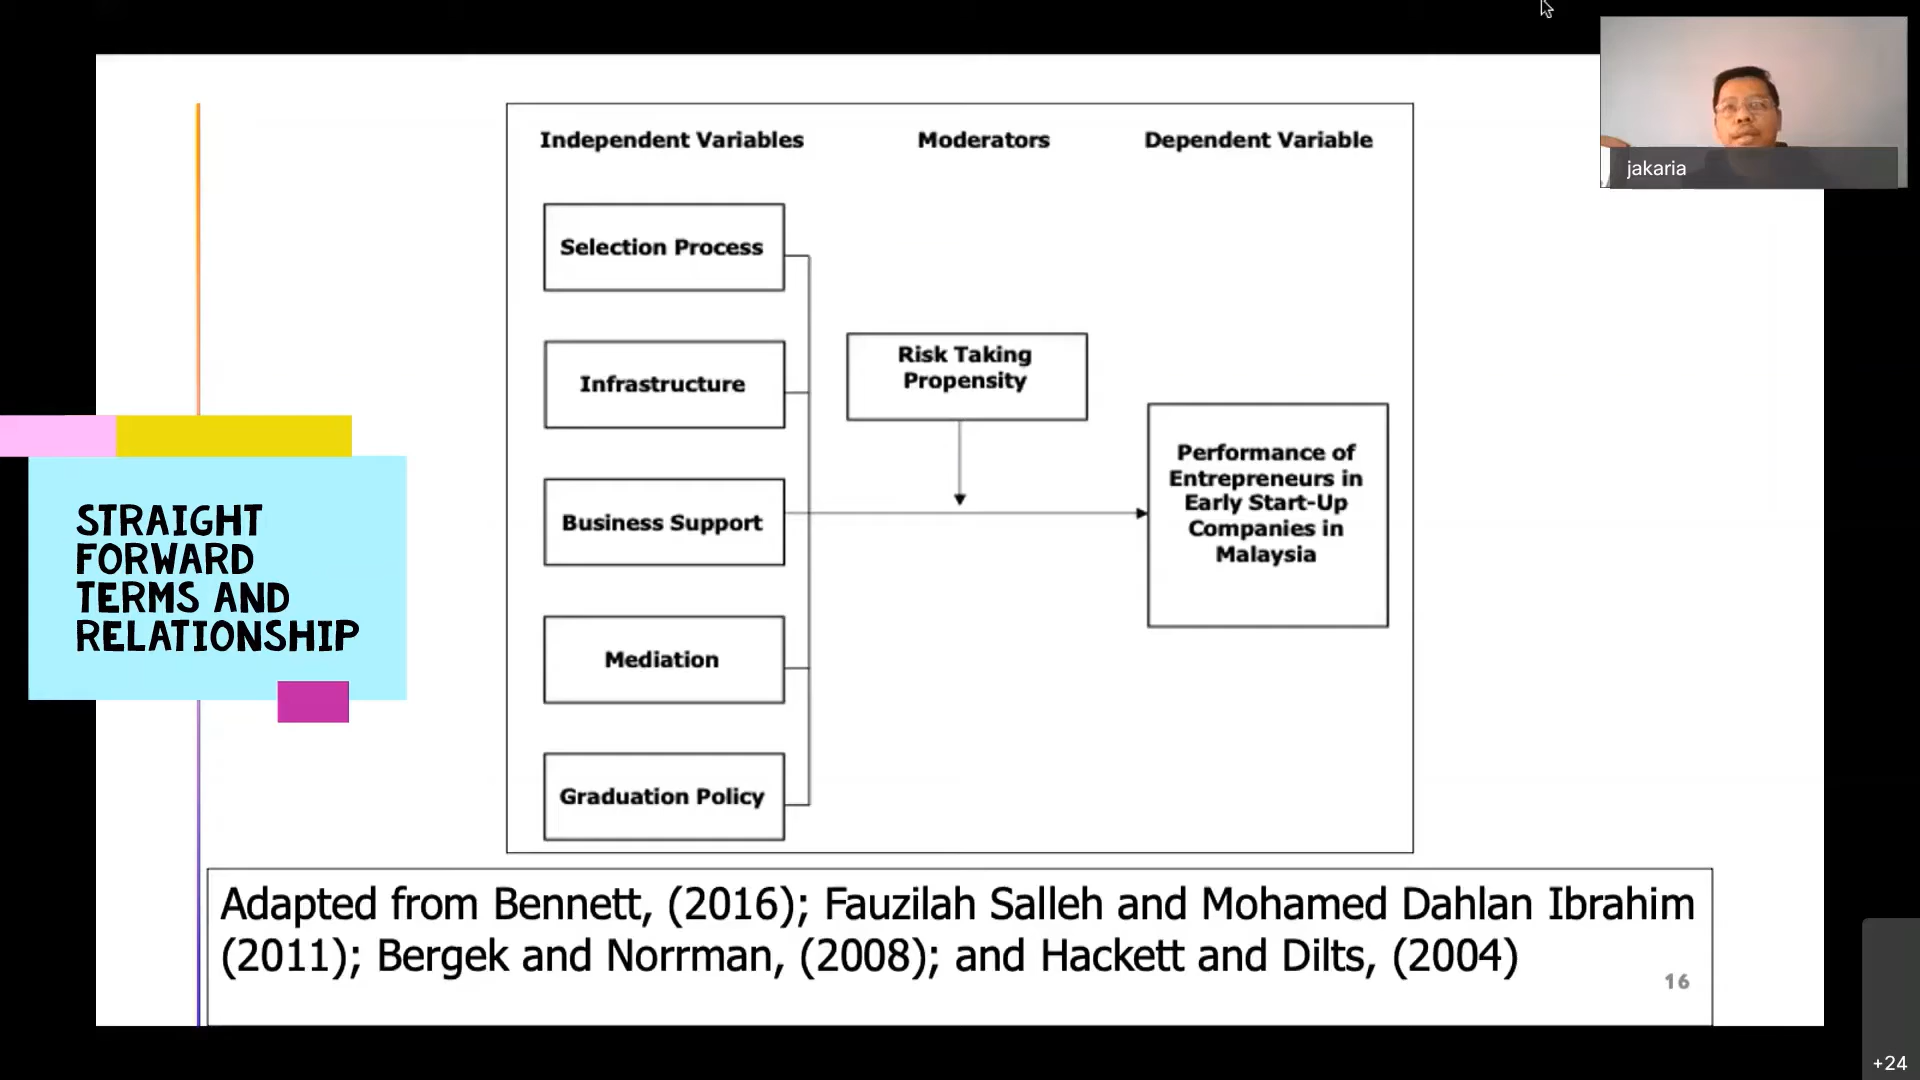 jakaria
Independent Variables
Moderators
Dependent Variable
Selection Process
Infrastructure
Business Support
Mediation
Graduation Policy
Risk Taking
Propensity
Performance of
Entrepreneurs in
Early Start-Up
Companies in
Malaysia
STRAIGHT
FORWARD
TERMS AND
RELATIONSHIP
Adapted from Bennett, (2016); Fauzilah Salleh and Mohamed Dahlan Ibrahim
(2011); Bergek and Norrman, (2008); and Hackett and Dilts, (2004)
16
+24